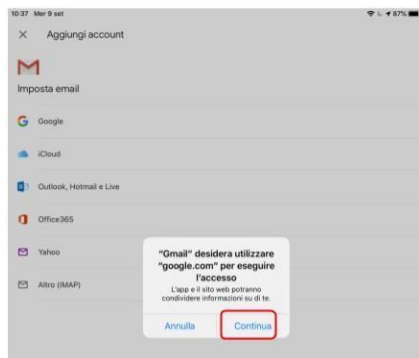 10:37 Mer 9 set 87%
Aggiungi account
Imposta email
Google
iCloud
Outlook, Hotmail e Live
Office365
Yahoo
Altro (IMAP)
"Gmail" desidera utilizzare
"google.com" per eseguire
l'accesso
L'app e il sito web potranno
condividere informazioni su di te.
Annulla Continua